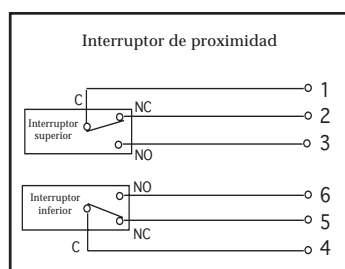 Interruptor de proximidad
1
C
NC
2
Interruptor
superior
3
NO
NO
6
Interruptor
inferior
5
NC
C
4